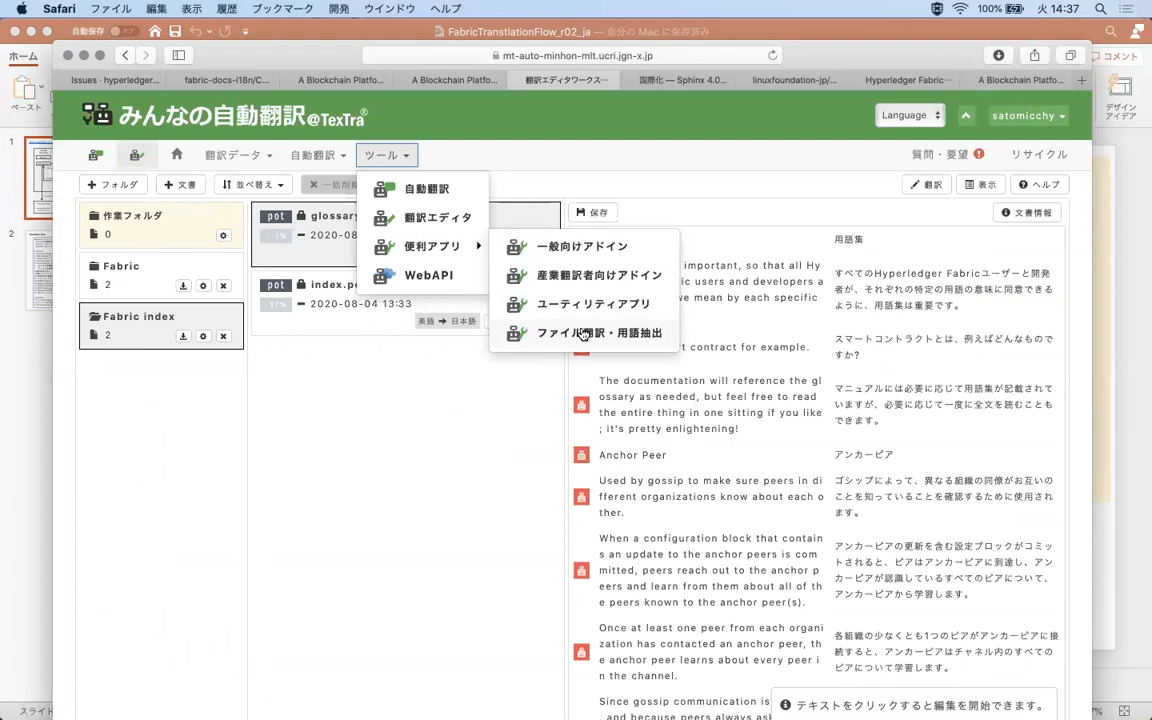 Safari ファイル 編集 表示 履歴 ブックマーク 開発 ウインドウ ヘルプ 100% 火 14:37
自動保存 オフ FabricTranstlationFlow_r02_ja — 自分の Mac に保存済み
ホーム
mt-auto-minhon-mlt.ucri.jgn-x.jp
コメント
ペースト
デザイン
アイデア
Issues · hyperledger... fabric-docs-i18n/C... A Blockchain Platfo... A Blockchain Platfo... 翻訳エディタワークス... 国際化 — Sphinx 4.0... linuxfoundation-jp/... Hyperledger Fabric-... A Blockchain Platfo...
みんなの自動翻訳@TexTra®
Language
satomicchy
翻訳データ 自動翻訳 ツール 質問・要望 リサイクル
+ フォルダ + 文書 並べ替え 一括削除 翻訳 表示 ヘルプ
自動翻訳
翻訳エディタ
便利アプリ
WebAPI
一般向けアドイン
産業翻訳者向けアドイン
ユーティリティアプリ
ファイル翻訳・用語抽出
1
2
作業フォルダ
0
Fabric
2
Fabric index
2
pot glossary
1% 2020-08
pot index.po
17% 2020-08-04 13:33
英語 → 日本語
保存 文書情報
用語集
important, so that all Hy
ic users and developers a
we mean by each specific
すべてのHyperledger Fabricユーザーと開発
者が、それぞれの特定の用語の意味に同意できる
ように、用語集は重要です。
ct contract for example.
スマートコントラクトとは、例えばどんなもので
すか?
The documentation will reference the gl
ossary as needed, but feel free to read
the entire thing in one sitting if you like
; it's pretty enlightening!
マニュアルには必要に応じて用語集が記載されて
いますが、必要に応じて一度に全文を読むことも
できます。
Anchor Peer
アンカーピア
Used by gossip to make sure peers in di
fferent organizations know about each o
ther.
ゴシップによって、異なる組織の同僚がお互いの
ことを知っていることを確認するために使用され
ます。
When a configuration block that contain
s an update to the anchor peers is com
mitted, peers reach out to the anchor p
eers and learn from them about all of th
e peers known to the anchor peer(s).
アンカーピアの更新を含む設定ブロックがコミッ
トされると、ピアはアンカーピアに到達し、アン
カーピアが認識しているすべてのピアについて、
アンカーピアから学習します。
Once at least one peer from each organi
zation has contacted an anchor peer, th
e anchor peer learns about every peer i
n the channel.
各組織の少なくとも1つのピアがアンカーピアに接
続すると、アンカーピアはチャネル内のすべての
ピアについて学習します。
Since gossip communication is
, and because peers always ask
テキストをクリックすると編集を開始できます。
スライド
7%